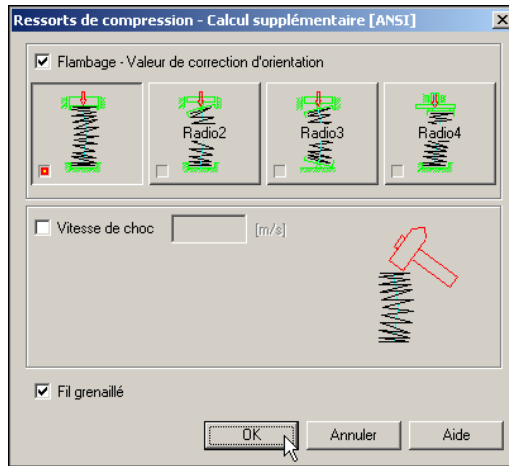 Ressorts de compression - Calcul supplémentaire [ANSI]
Flambage - Valeur de correction d'orientation
Radio2 Radio3 Radio4
Vitesse de choc [m/s]
Fil grenaillé
OK Annuler Aide